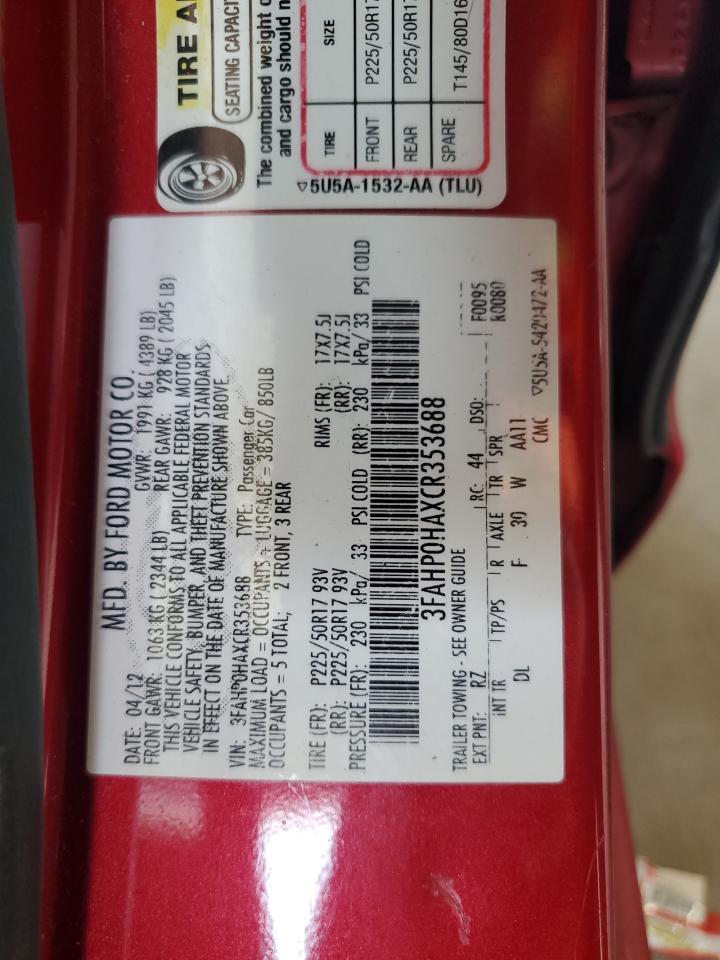 MFD. BY FORD MOTOR CO.
DATE: 04/12 GVWR: 1991 KG ( 4389 LB)
FRONT GAWR: 1063 KG ( 2344 LB) REAR GAWR: 928 KG ( 2045 LB)
THIS VEHICLE CONFORMS TO ALL APPLICABLE FEDERAL MOTOR
VEHICLE SAFETY, BUMPER, AND THEFT PREVENTION STANDARDS
IN EFFECT ON THE DATE OF MANUFACTURE SHOWN ABOVE.
VIN: 3FAHP0HAXCR353688 TYPE: Passenger Car
MAXIMUM LOAD = OCCUPANTS + LUGGAGE = 385KG/ 850LB
OCCUPANTS = 5 TOTAL; 2 FRONT, 3 REAR
TIRE (FR): P225/50R17 93V RIMS (FR): 17X7.5J
(RR): P225/50R17 93V (RR): 17X7.5J
PRESSURE (FR): 230 kPa/ 33 PSI COLD (RR): 230 kPa/ 33 PSI COLD
3FAHP0HAXCR353688
TRAILER TOWING - SEE OWNER GUIDE
EXT PNT: RZ RC: 44 DSO: F0095
INT TR TP/PS R AXLE TR SPR K0080
DL F 39 W AA11
CMC ▽5U5A-5420472-AA
TIRE
SEATING CAPACI
The combined weight o
and cargo should n
TIRE SIZE
FRONT P225/50R17
REAR P225/50R17
SPARE T145/80D16
▽5U5A-1532-AA (TLU)